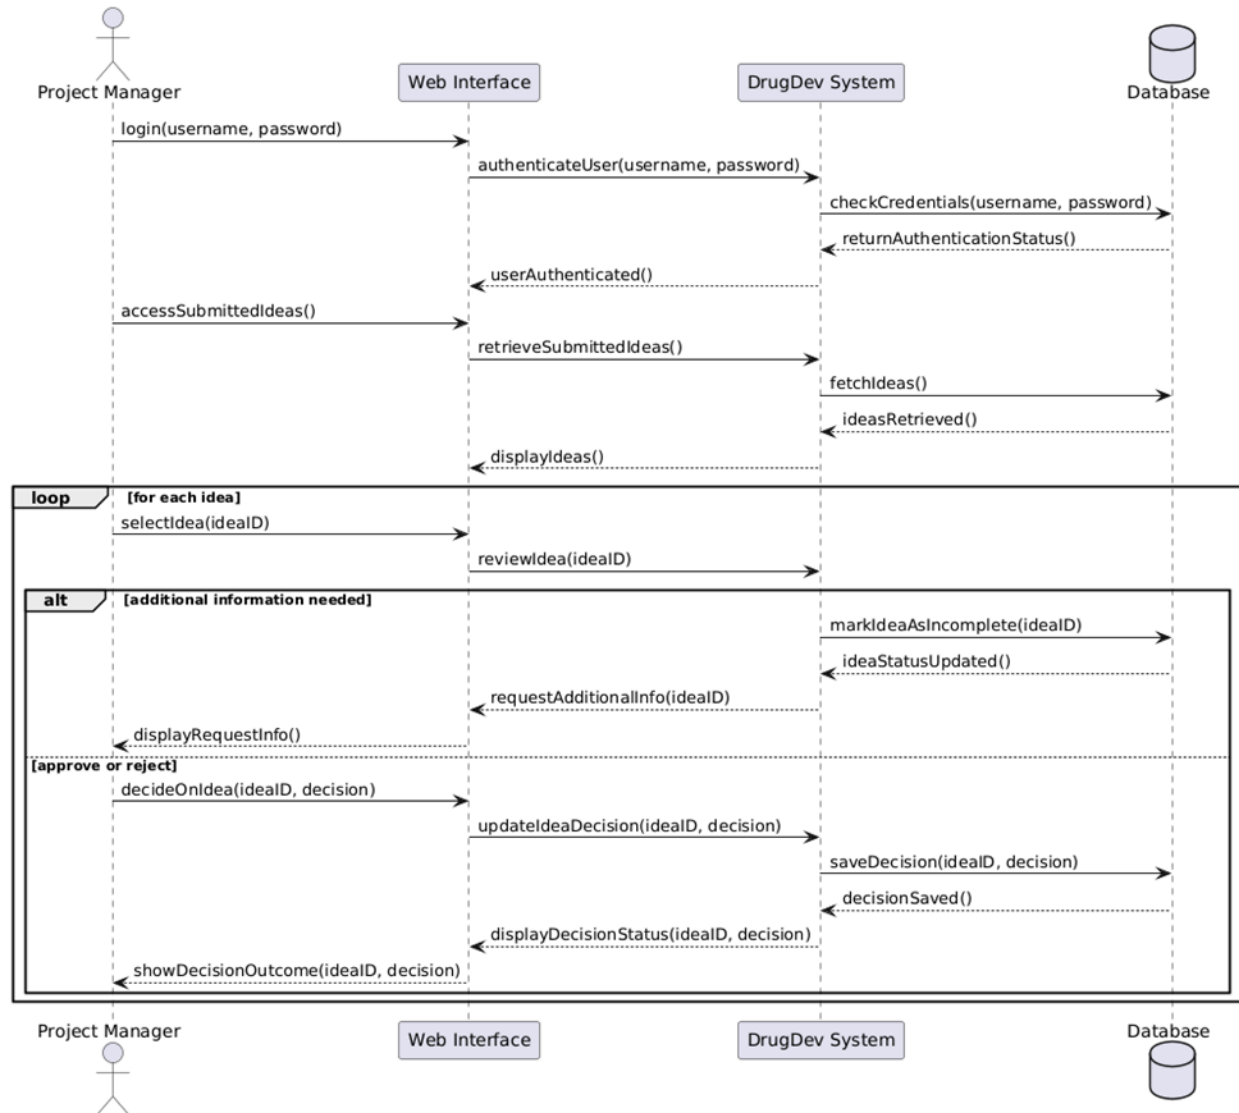 Project Manager
Web Interface
DrugDev System
Database
login(username, password)
authenticateUser(username, password)
checkCredentials(username, password)
returnAuthenticationStatus()
userAuthenticated()
accessSubmittedIdeas()
retrieveSubmittedIdeas()
fetchIdeas()
ideasRetrieved()
displayIdeas()
loop [for each idea]
selectIdea(ideaID)
reviewIdea(ideaID)
alt [additional information needed]
markIdeaAsIncomplete(ideaID)
ideaStatusUpdated()
requestAdditionalInfo(ideaID)
displayRequestInfo()
[approve or reject]
decideOnIdea(ideaID, decision)
updateIdeaDecision(ideaID, decision)
saveDecision(ideaID, decision)
decisionSaved()
displayDecisionStatus(ideaID, decision)
showDecisionOutcome(ideaID, decision)
Project Manager
Web Interface
DrugDev System
Database